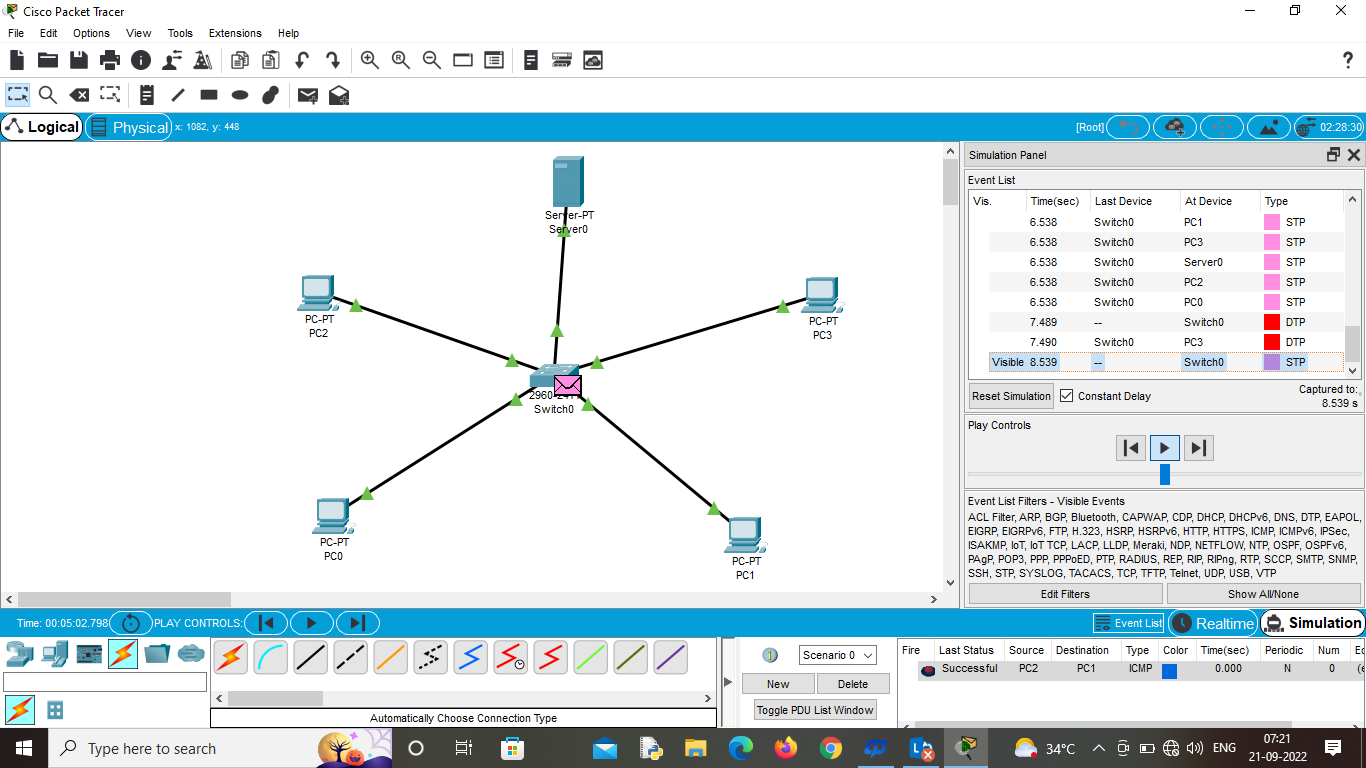 Cisco Packet Tracer
File Edit Options View Tools Extensions Help
?
Logical Physical x: 1082, y: 448 [Root] 02:28:30
Server-PT
Server0
PC-PT
PC2
PC-PT
PC3
Switch0
PC-PT
PC0
PC-PT
PC1
Simulation Panel
Event List
Vis. Time(sec) Last Device At Device Type
6.538 Switch0 PC1 STP
6.538 Switch0 PC3 STP
6.538 Switch0 Server0 STP
6.538 Switch0 PC2 STP
6.538 Switch0 PC0 STP
7.489 -- Switch0 DTP
7.490 Switch0 PC3 DTP
Visible 8.539 -- Switch0 STP
Reset Simulation Constant Delay Captured to:
8.539 s
Play Controls
Event List Filters - Visible Events
ACL Filter, ARP, BGP, Bluetooth, CAPWAP, CDP, DHCP, DHCPv6, DNS, DTP, EAPOL,
EIGRP, EIGRPv6, FTP, H.323, HSRP, HSRPv6, HTTP, HTTPS, ICMP, ICMPv6, IPSec,
ISAKMP, IoT, IoT TCP, LACP, LLDP, Meraki, NDP, NETFLOW, NTP, OSPF, OSPFv6,
PAgP, POP3, PPP, PPPoED, PTP, RADIUS, REP, RIP, RIPng, RTP, SCCP, SMTP, SNMP,
SSH, STP, SYSLOG, TACACS, TCP, TFTP, Telnet, UDP, USB, VTP
Edit Filters Show All/None
Time: 00:05:02.798 PLAY CONTROLS: Event List Realtime Simulation
Automatically Choose Connection Type
Scenario 0
New Delete
Toggle PDU List Window
Fire Last Status Source Destination Type Color Time(sec) Periodic Num
Successful PC2 PC1 ICMP 0.000 N 0
Type here to search
34°C ENG 07:21
21-09-2022